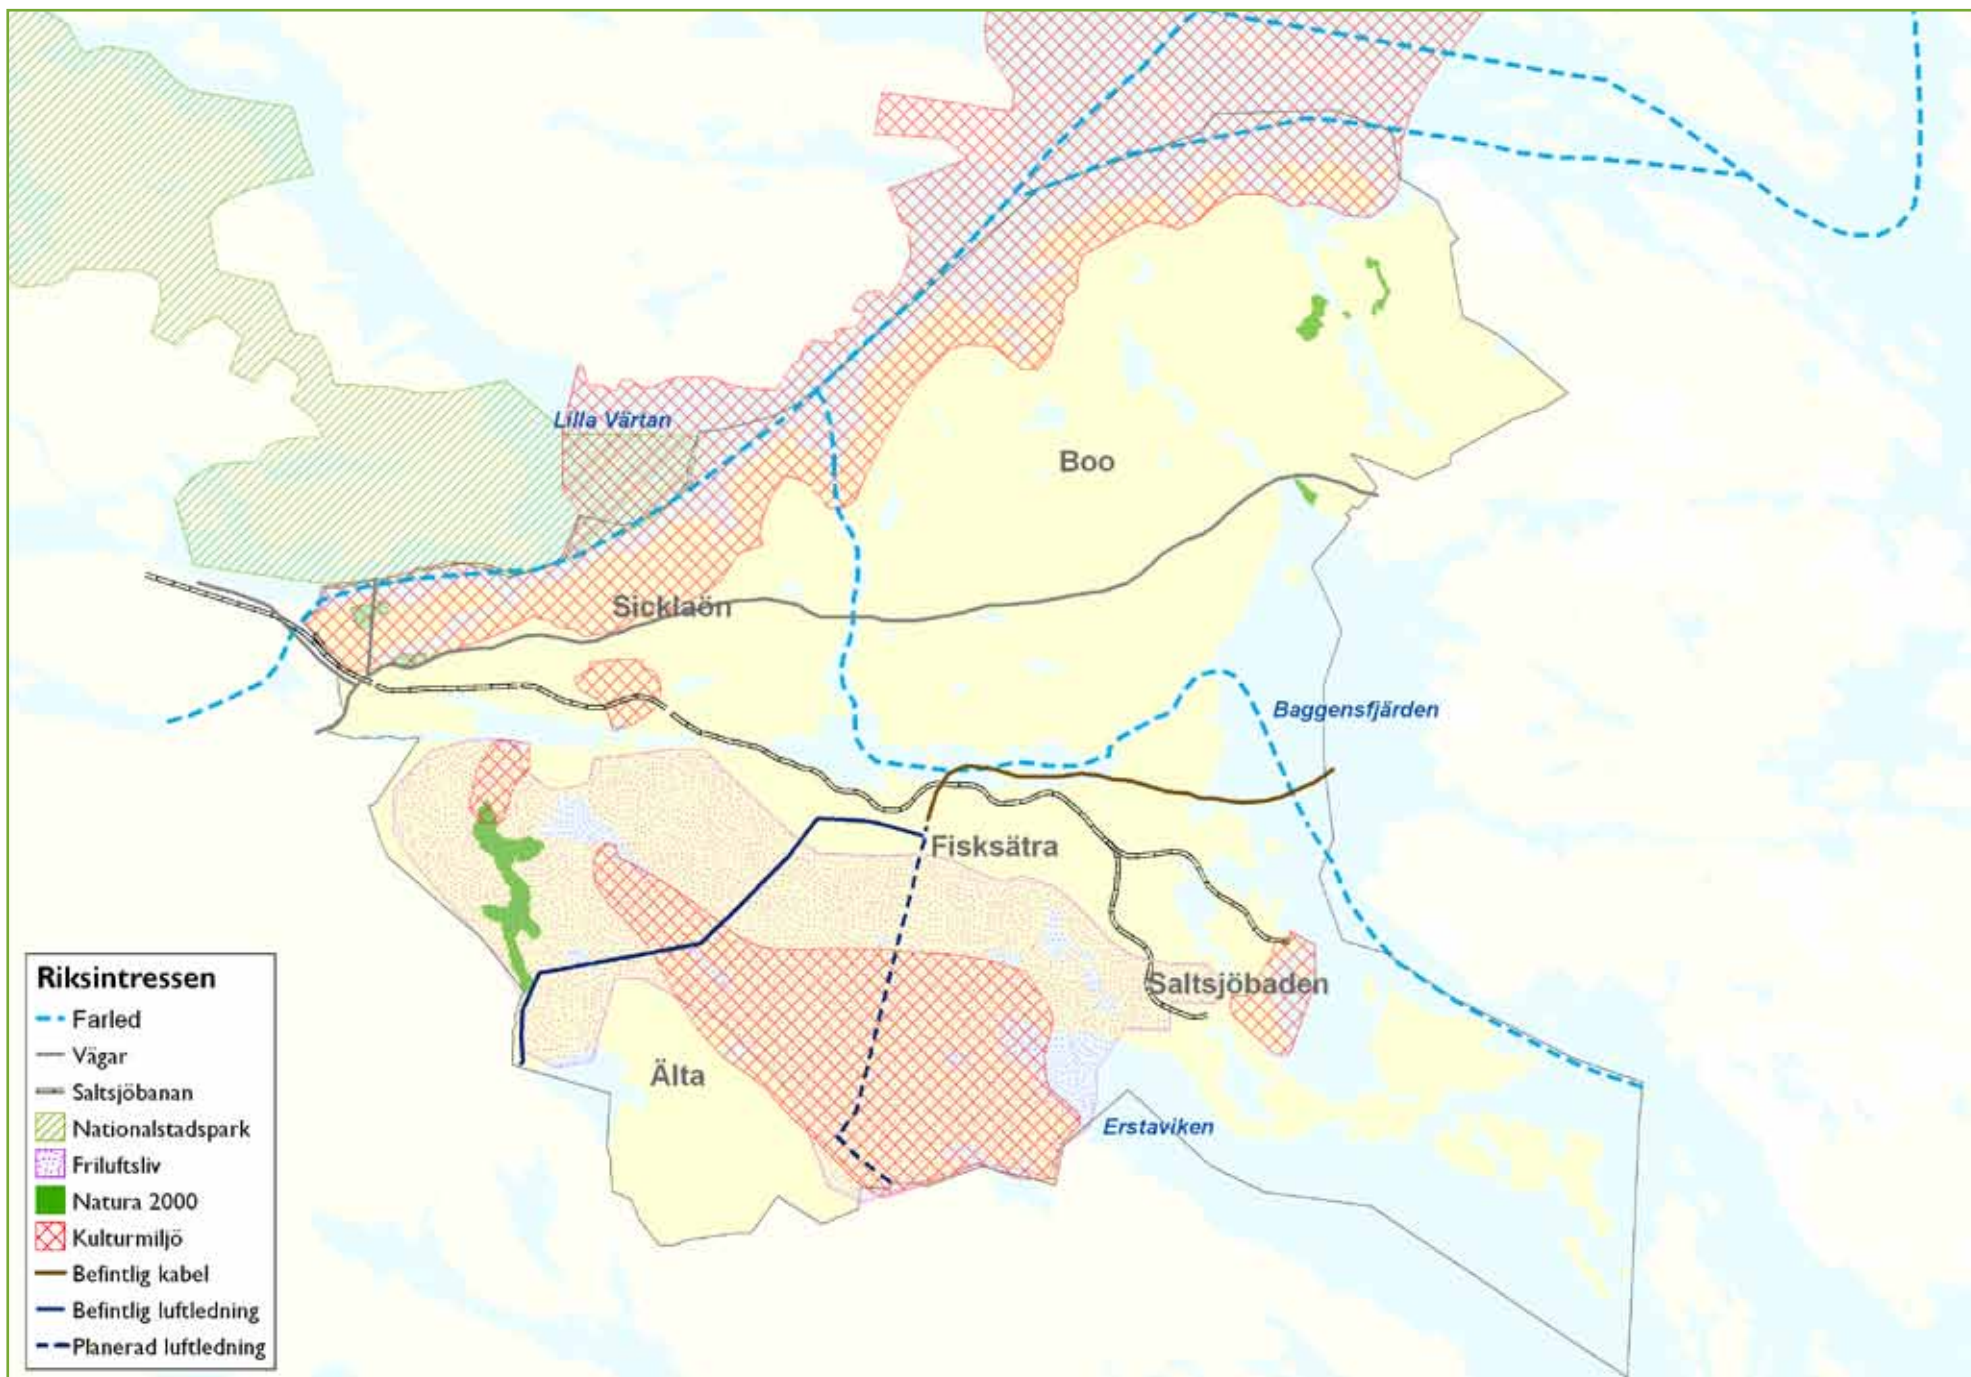 Lilla Värtan
Boo
Sicklaön
Baggensfjärden
Fisksätra
Saltsjöbaden
Älta
Erstaviken
Riksintressen
Farled
Vägar
Saltsjöbanan
Nationalstadspark
Friluftsliv
Natura 2000
Kulturmiljö
Befintlig kabel
Befintlig luftledning
Planerad luftledning